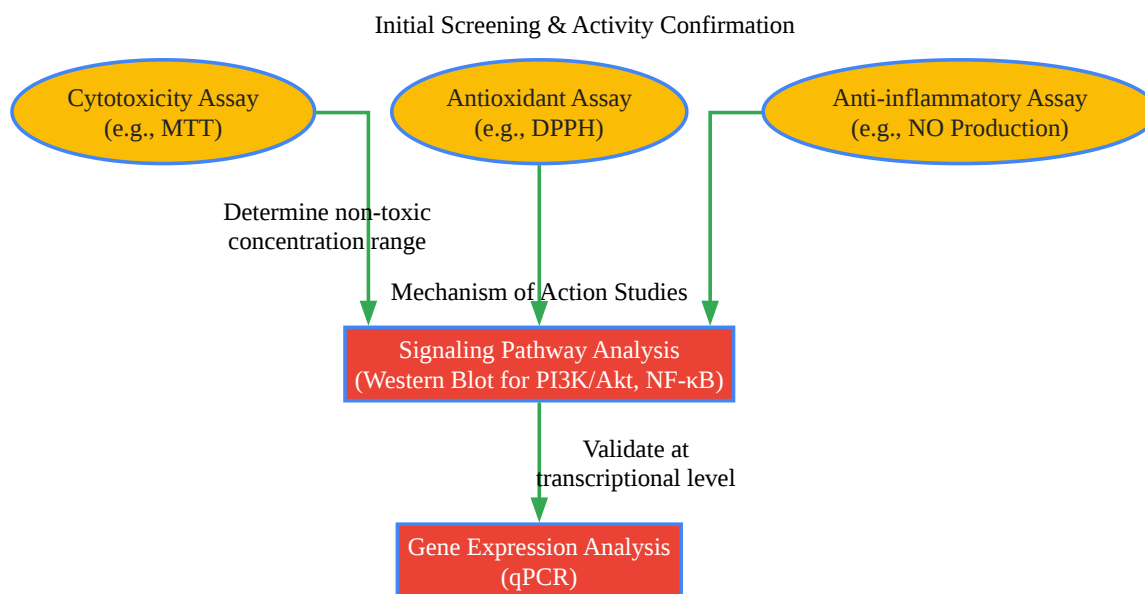 Initial Screening & Activity Confirmation
Cytotoxicity Assay
(e.g., MTT)
Antioxidant Assay
(e.g., DPPH)
Anti-inflammatory Assay
(e.g., NO Production)
Determine non-toxic
concentration range
Mechanism of Action Studies
Signaling Pathway Analysis
(Western Blot for PI3K/Akt, NF-κB)
Validate at
transcriptional level
Gene Expression Analysis
(qPCR)